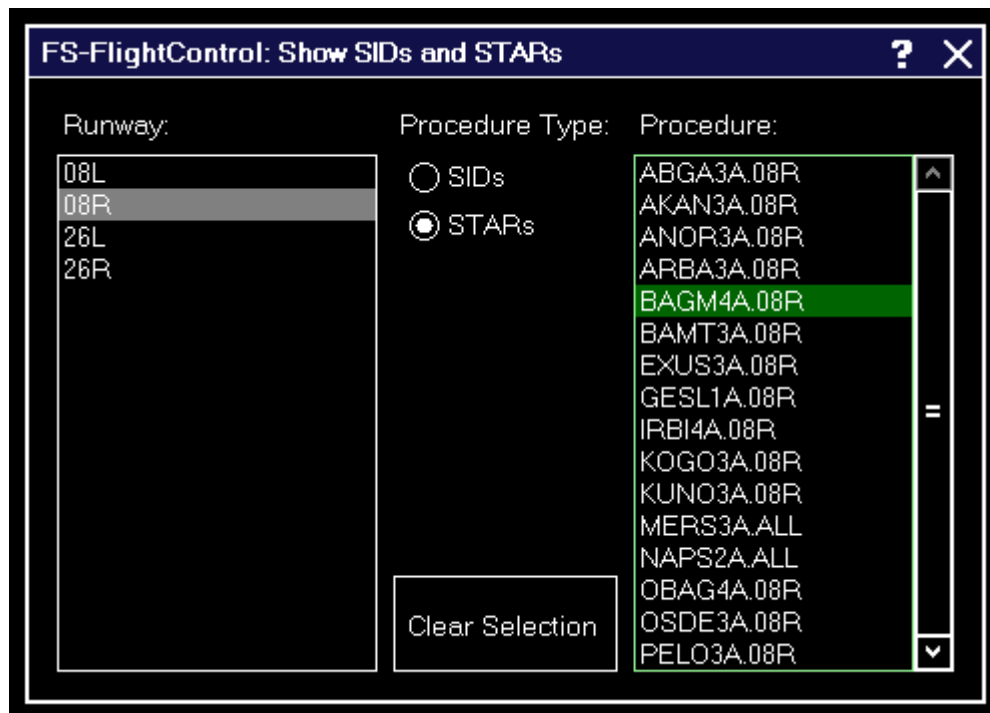 FS-FlightControl: Show SIDs and STARs ? X
Runway:
08L
08R
26L
26R
Procedure Type:
SIDs
STARs
Clear Selection
Procedure:
ABGA3A.08R
AKAN3A.08R
ANOR3A.08R
ARBA3A.08R
BAGM4A.08R
BAMT3A.08R
EXUS3A.08R
GESL1A.08R
IRBI4A.08R
KOGO3A.08R
KUNO3A.08R
MERS3A.ALL
NAPS2A.ALL
OBAG4A.08R
OSDE3A.08R
PELO3A.08R